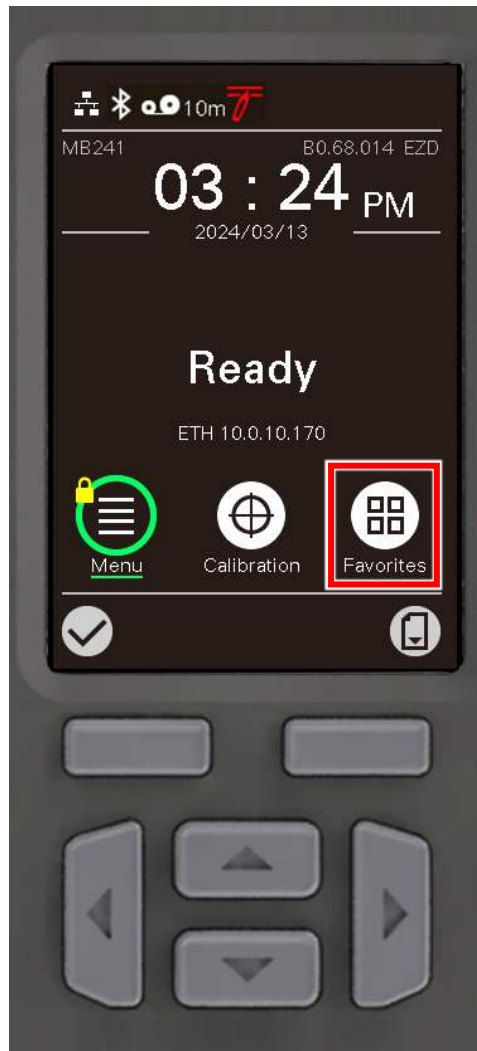 10m
MB241 B0.68.014 EZD
03 : 24 PM
2024/03/13
Ready
ETH 10.0.10.170
Menu Calibration Favorites